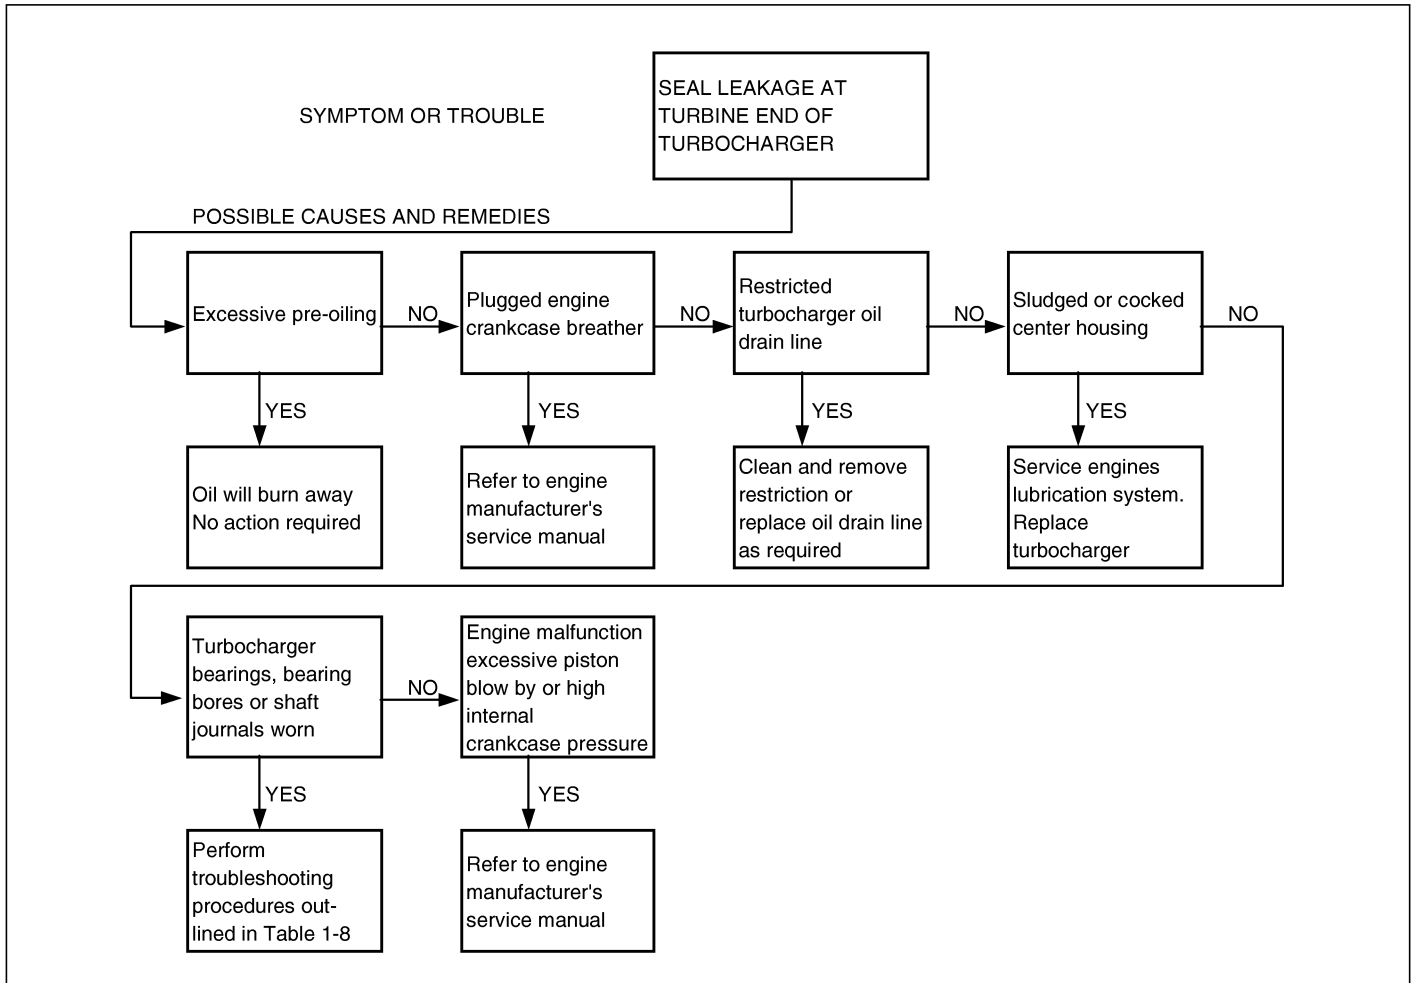 SYMPTOM OR TROUBLE
SEAL LEAKAGE AT
TURBINE END OF
TURBOCHARGER
POSSIBLE CAUSES AND REMEDIES
Excessive pre-oiling
NO
Plugged engine
crankcase breather
NO
Restricted
turbocharger oil
drain line
NO
Sludged or cocked
center housing
NO
YES
YES
YES
YES
Oil will burn away
No action required
Refer to engine
manufacturer's
service manual
Clean and remove
restriction or
replace oil drain line
as required
Service engines
lubrication system.
Replace
turbocharger
Turbocharger
bearings, bearing
bores or shaft
journals worn
NO
Engine malfunction
excessive piston
blow by or high
internal
crankcase pressure
YES
YES
Perform
troubleshooting
procedures out-
lined in Table 1-8
Refer to engine
manufacturer's
service manual